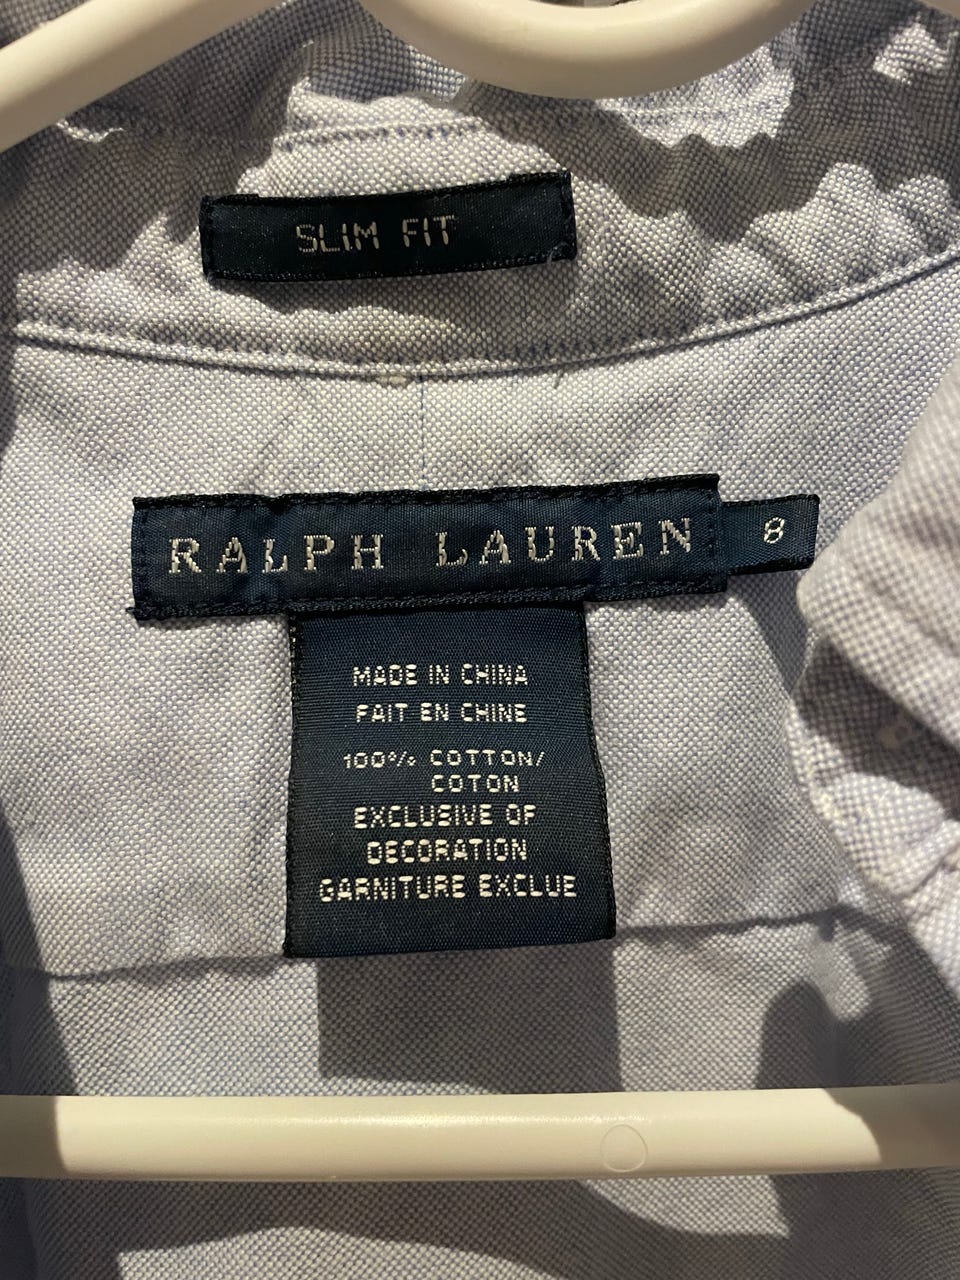 SLIM FIT
RALPH LAUREN 8
MADE IN CHINA
FAIT EN CHINE
100% COTTON/
COTON
EXCLUSIVE OF
DECORATION
GARNITURE EXCLUE